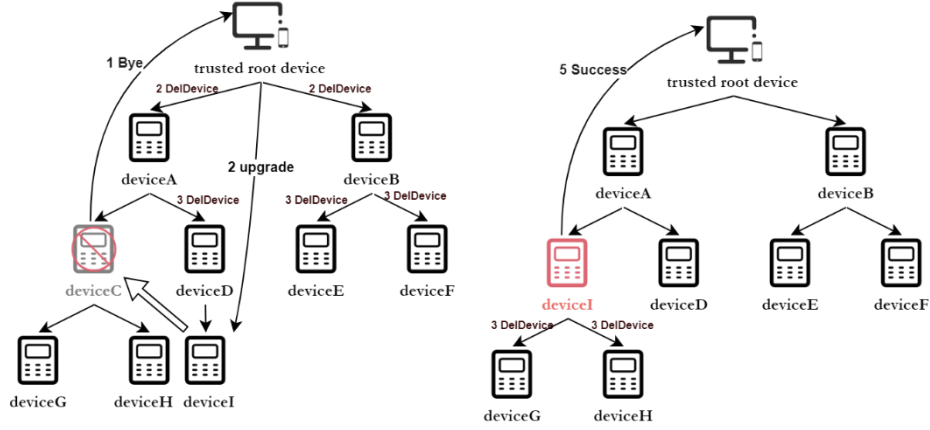 1 Bye
trusted root device
2 DelDevice
2 DelDevice
deviceA
2 upgrade
deviceB
3 DelDevice
3 DelDevice
3 DelDevice
deviceC
deviceD
deviceE
deviceF
deviceG
deviceH
deviceI
5 Success
trusted root device
deviceA
deviceB
deviceI
deviceD
deviceE
deviceF
3 DelDevice
3 DelDevice
deviceG
deviceH